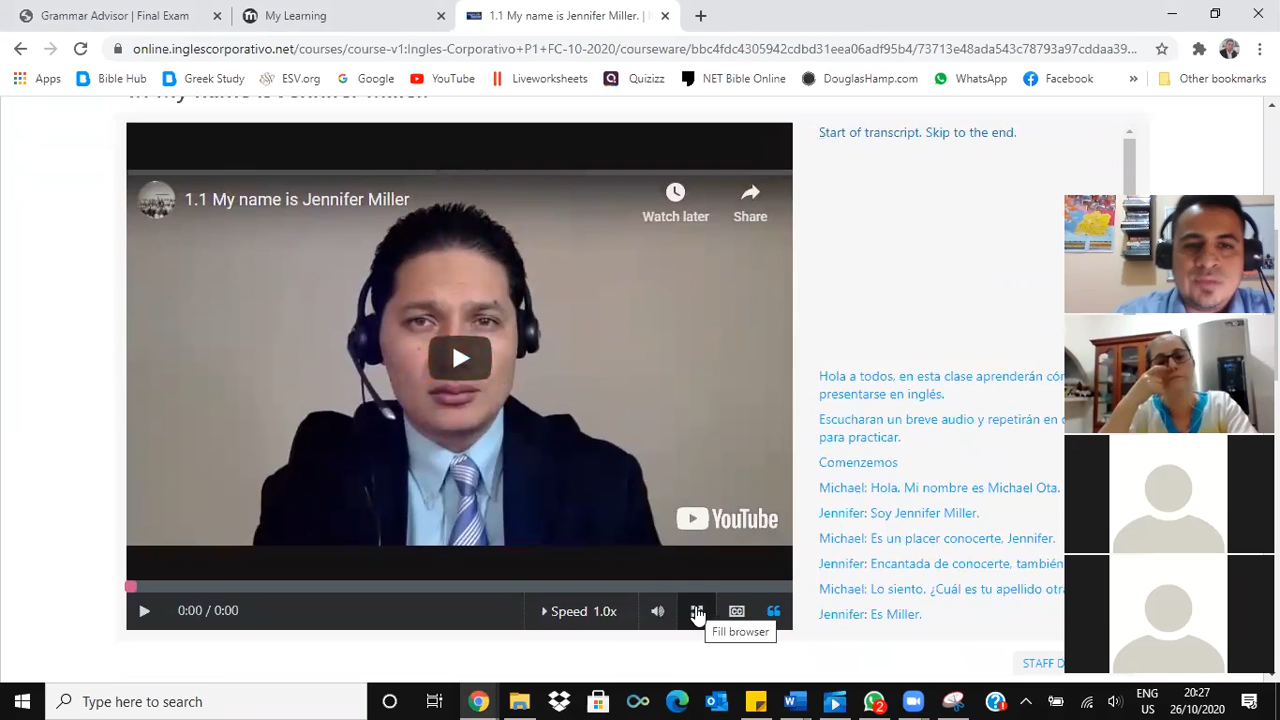 Grammar Advisor | Final Exam
My Learning
1.1 My name is Jennifer Miller. |
online.inglescorporativo.net/courses/course-v1:Ingles-Corporativo+P1+FC-10-2020/courseware/bbc4fdc4305942cdbd31eea06adf95b4/73713e48ada543c78793a97cddaa39...
Apps
Bible Hub
Greek Study
ESV.org
Google
YouTube
Liveworksheets
Quizizz
NET Bible Online
DouglasHamp.com
WhatsApp
Facebook
»
Other bookmarks
1.1 My name is Jennifer Miller
Watch later
Share
YouTube
0:00 / 0:00
Speed 1.0x
Fill browser
Start of transcript. Skip to the end.
Hola a todos, en esta clase aprenderán
presentarse en inglés.
Escucharan un breve audio y repetirán en
para practicar.
Comenzemos
Michael: Hola. Mi nombre es Michael Ota.
Jennifer: Soy Jennifer Miller.
Michael: Es un placer conocerte, Jennifer.
Jennifer: Encantada de conocerte, también
Michael: Lo siento. ¿Cuál es tu apellido
Jennifer: Es Miller.
STAFF D
Type here to search
ENG
US
20:27
26/10/2020
2